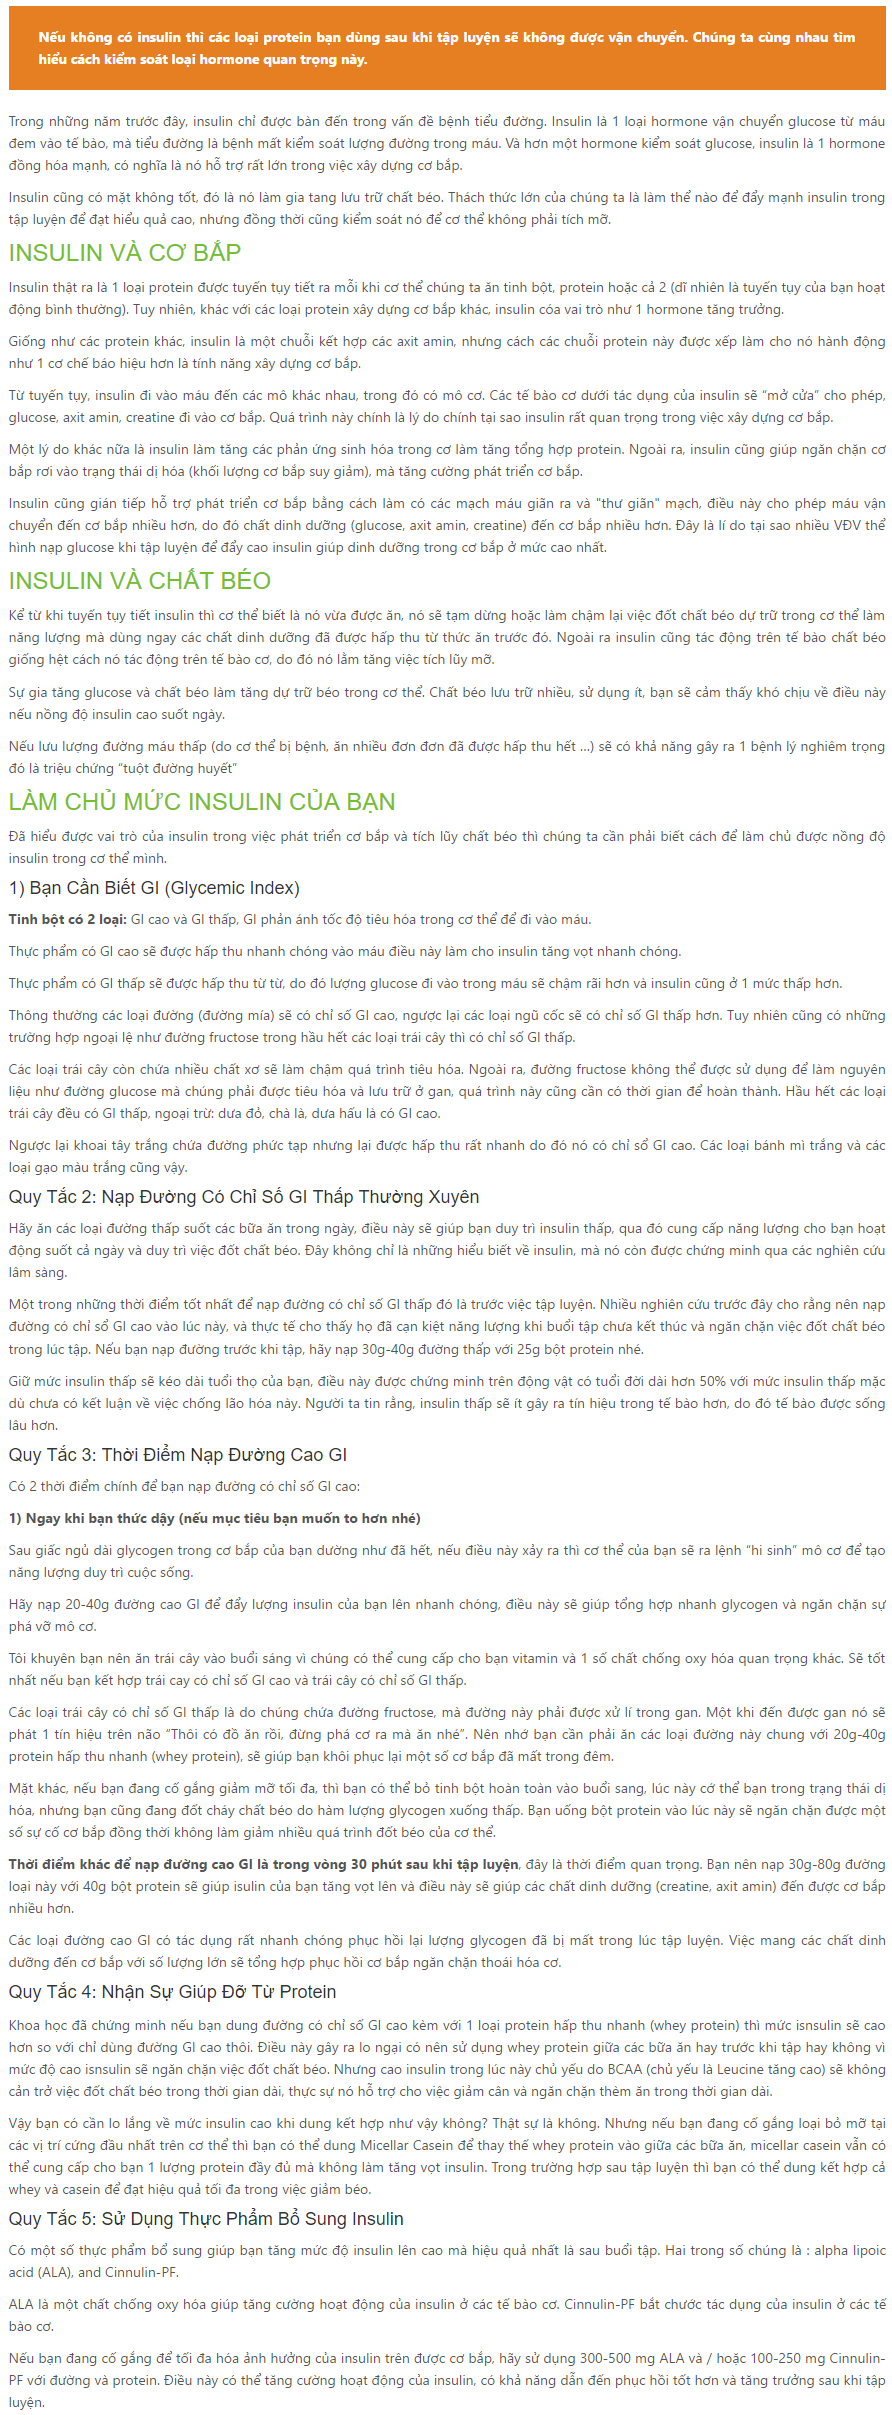 Nếu không có insulin thì các loại protein bạn dùng sau khi tập luyện sẽ không được vận chuyển. Chúng ta cùng nhau tìm
hiểu cách kiểm soát loại hormone quan trọng này.
Trong những năm trước đây, insulin chỉ được bàn đến trong vấn đề bệnh tiểu đường. Insulin là 1 loại hormone vận chuyển glucose từ máu
đem vào tế bào, mà tiểu đường là bệnh mất kiểm soát lượng đường trong máu. Và hơn một hormone kiểm soát glucose, insulin là 1 hormone
đồng hóa mạnh, có nghĩa là nó hỗ trợ rất lớn trong việc xây dựng cơ bắp.
Insulin cũng có mặt không tốt, đó là nó làm gia tang lưu trữ chất béo. Thách thức lớn của chúng ta là làm thế nào để đẩy mạnh insulin trong
tập luyện để đạt hiểu quả cao, nhưng đồng thời cũng kiểm soát nó để cơ thể không phải tích mỡ.
INSULIN VÀ CƠ BẮP
Insulin thật ra là 1 loại protein được tuyến tụy tiết ra mỗi khi cơ thể chúng ta ăn tinh bột, protein hoặc cả 2 (dĩ nhiên là tuyến tụy của bạn hoạt
động bình thường). Tuy nhiên, khác với các loại protein xây dựng cơ bắp khác, insulin cóa vai trò như 1 hormone tăng trưởng.
Giống như các protein khác, insulin là một chuỗi kết hợp các axit amin, nhưng cách các chuỗi protein này được xếp làm cho nó hành động
như 1 cơ chế báo hiệu hơn là tính năng xây dựng cơ bắp.
Từ tuyến tụy, insulin đi vào máu đến các mô khác nhau, trong đó có mô cơ. Các tế bào cơ dưới tác dụng của insulin sẽ “mở cửa” cho phép,
glucose, axit amin, creatine đi vào cơ bắp. Quá trình này chính là lý do chính tại sao insulin rất quan trọng trong việc xây dựng cơ bắp.
Một lý do khác nữa là insulin làm tăng các phản ứng sinh hóa trong cơ làm tăng tổng hợp protein. Ngoài ra, insulin cũng giúp ngăn chặn cơ
bắp rơi vào trạng thái dị hóa (khối lượng cơ bắp suy giảm), mà tăng cường phát triển cơ bắp.
Insulin cũng gián tiếp hỗ trợ phát triển cơ bắp bằng cách làm có các mạch máu giãn ra và "thư giãn" mạch, điều này cho phép máu vận
chuyển đến cơ bắp nhiều hơn, do đó chất dinh dưỡng (glucose, axit amin, creatine) đến cơ bắp nhiều hơn. Đây là lí do tại sao nhiều VĐV thể
hình nạp glucose khi tập luyện để đẩy cao insulin giúp dinh dưỡng trong cơ bắp ở mức cao nhất.
INSULIN VÀ CHẤT BÉO
Kể từ khi tuyến tụy tiết insulin thì cơ thể biết là nó vừa được ăn, nó sẽ tạm dừng hoặc làm chậm lại việc đốt chất béo dự trữ trong cơ thể làm
năng lượng mà dùng ngay các chất dinh dưỡng đã được hấp thu từ thức ăn trước đó. Ngoài ra insulin cũng tác động trên tế bào chất béo
giống hệt cách nó tác động trên tế bào cơ, do đó nó lằm tăng việc tích lũy mỡ.
Sự gia tăng glucose và chất béo làm tăng dự trữ béo trong cơ thể. Chất béo lưu trữ nhiều, sử dụng ít, bạn sẽ cảm thấy khó chịu về điều này
nếu nồng độ insulin cao suốt ngày.
Nếu lưu lượng đường máu thấp (do cơ thể bị bệnh, ăn nhiều đơn đơn đã được hấp thu hết ...) sẽ có khả năng gây ra 1 bệnh lý nghiêm trọng
đó là triệu chứng “tuột đường huyết”
LÀM CHỦ MỨC INSULIN CỦA BẠN
Đã hiểu được vai trò của insulin trong việc phát triển cơ bắp và tích lũy chất béo thì chúng ta cần phải biết cách để làm chủ được nồng độ
insulin trong cơ thể mình.
1) Bạn Cần Biết GI (Glycemic Index)
Tinh bột có 2 loại: GI cao và GI thấp, GI phản ánh tốc độ tiêu hóa trong cơ thể để đi vào máu.
Thực phẩm có GI cao sẽ được hấp thu nhanh chóng vào máu điều này làm cho insulin tăng vọt nhanh chóng.
Thực phẩm có GI thấp sẽ được hấp thu từ từ, do đó lượng glucose đi vào trong máu sẽ chậm rãi hơn và insulin cũng ở 1 mức thấp hơn.
Thông thường các loại đường (đường mía) sẽ có chỉ số GI cao, ngược lại các loại ngũ cốc sẽ có chỉ số GI thấp hơn. Tuy nhiên cũng có những
trường hợp ngoại lệ như đường fructose trong hầu hết các loại trái cây thì có chỉ số GI thấp.
Các loại trái cây còn chứa nhiều chất xơ sẽ làm chậm quá trình tiêu hóa. Ngoài ra, đường fructose không thể được sử dụng để làm nguyên
liệu như đường glucose mà chúng phải được tiêu hóa và lưu trữ ở gan, quá trình này cũng cần có thời gian để hoàn thành. Hầu hết các loại
trái cây đều có GI thấp, ngoại trừ: dưa đỏ, chà là, dưa hấu là có GI cao.
Ngược lại khoai tây trắng chứa đường phức tạp nhưng lại được hấp thu rất nhanh do đó nó có chỉ sổ GI cao. Các loại bánh mì trắng và các
loại gạo màu trắng cũng vậy.
Quy Tắc 2: Nạp Đường Có Chỉ Số GI Thấp Thường Xuyên
Hãy ăn các loại đường thấp suốt các bữa ăn trong ngày, điều này sẽ giúp bạn duy trì insulin thấp, qua đó cung cấp năng lượng cho bạn hoạt
động suốt cả ngày và duy trì việc đốt chất béo. Đây không chỉ là những hiểu biết về insulin, mà nó còn được chứng minh qua các nghiên cứu
lâm sàng.
Một trong những thời điểm tốt nhất để nạp đường có chỉ số GI thấp đó là trước việc tập luyện. Nhiều nghiên cứu trước đây cho rằng nên nạp
đường có chỉ sổ GI cao vào lúc này, và thực tế cho thấy họ đã cạn kiệt năng lượng khi buổi tập chưa kết thúc và ngăn chặn việc đốt chất béo
trong lúc tập. Nếu bạn nạp đường trước khi tập, hãy nạp 30g-40g đường thấp với 25g bột protein nhé.
Giữ mức insulin thấp sẽ kéo dài tuổi thọ của bạn, điều này được chứng minh trên động vật có tuổi đời dài hơn 50% với mức insulin thấp mặc
dù chưa có kết luận về việc chống lão hóa này. Người ta tin rằng, insulin thấp sẽ ít gây ra tín hiệu trong tế bào hơn, do đó tế bào được sống
lâu hơn.
Quy Tắc 3: Thời Điểm Nạp Đường Cao GI
Có 2 thời điểm chính để bạn nạp đường có chỉ số GI cao:
1) Ngay khi bạn thức dậy (nếu mục tiêu bạn muốn to hơn nhé)
Sau giấc ngủ dài glycogen trong cơ bắp của bạn dường như đã hết, nếu điều này xảy ra thì cơ thể của bạn sẽ ra lệnh “hi sinh” mô cơ để tạo
năng lượng duy trì cuộc sống.
Hãy nạp 20-40g đường cao GI để đẩy lượng insulin của bạn lên nhanh chóng, điều này sẽ giúp tổng hợp nhanh glycogen và ngăn chặn sự
phá vỡ mô cơ.
Tôi khuyên bạn nên ăn trái cây vào buổi sáng vì chúng có thể cung cấp cho bạn vitamin và 1 số chất chống oxy hóa quan trọng khác. Sẽ tốt
nhất nếu bạn kết hợp trái cay có chỉ số GI cao và trái cây có chỉ số GI thấp.
Các loại trái cây có chỉ số GI thấp là do chúng chứa đường fructose, mà đường này phải được xử lí trong gan. Một khi đến được gan nó sẽ
phát 1 tín hiệu trên não “Thôi có đồ ăn rồi, đừng phá cơ ra mà ăn nhé”. Nên nhớ bạn cần phải ăn các loại đường này chung với 20g-40g
protein hấp thu nhanh (whey protein), sẽ giúp bạn khôi phục lại một số cơ bắp đã mất trong đêm.
Mặt khác, nếu bạn đang cố gắng giảm mỡ tối đa, thì bạn có thể bỏ tinh bột hoàn toàn vào buổi sang, lúc này cớ thể bạn trong trạng thái dị
hóa, nhưng bạn cũng đang đốt cháy chất béo do hàm lượng glycogen xuống thấp. Bạn uống bột protein vào lúc này sẽ ngăn chặn được một
số sự cố cơ bắp đồng thời không làm giảm nhiều quá trình đốt béo của cơ thể.
Thời điểm khác để nạp đường cao GI là trong vòng 30 phút sau khi tập luyện, đây là thời điểm quan trọng. Bạn nên nạp 30g-80g đường
loại này với 40g bột protein sẽ giúp isulin của bạn tăng vọt lên và điều này sẽ giúp các chất dinh dưỡng (creatine, axit amin) đến được cơ bắp
nhiều hơn.
Các loại đường cao GI có tác dụng rất nhanh chóng phục hồi lại lượng glycogen đã bị mất trong lúc tập luyện. Việc mang các chất dinh
dưỡng đến cơ bắp với số lượng lớn sẽ tổng hợp phục hồi cơ bắp ngăn chặn thoái hóa cơ.
Quy Tắc 4: Nhận Sự Giúp Đỡ Từ Protein
Khoa học đã chứng minh nếu bạn dung đường có chỉ số GI cao kèm với 1 loại protein hấp thu nhanh (whey protein) thì mức isnsulin sẽ cao
hơn so với chỉ dùng đường GI cao thôi. Điều này gây ra lo ngại có nên sử dụng whey protein giữa các bữa ăn hay trước khi tập hay không vì
mức độ cao isnsulin sẽ ngăn chặn việc đốt chất béo. Nhưng cao insulin trong lúc này chủ yếu do BCAA (chủ yếu là Leucine tăng cao) sẽ không
cản trở việc đốt chất béo trong thời gian dài, thực sự nó hỗ trợ cho việc giảm cân và ngăn chặn thèm ăn trong thời gian dài.
Vậy bạn có cần lo lắng về mức insulin cao khi dung kết hợp như vậy không? Thật sự là không. Nhưng nếu bạn đang cố gắng loại bỏ mỡ tại
các vị trí cứng đầu nhất trên cơ thể thì bạn có thể dung Micellar Casein để thay thế whey protein vào giữa các bữa ăn, micellar casein vẫn có
thể cung cấp cho bạn 1 lượng protein đầy đủ mà không làm tăng vọt insulin. Trong trường hợp sau tập luyện thì bạn có thể dung kết hợp cả
whey và casein để đạt hiệu quả tối đa trong việc giảm béo.
Quy Tắc 5: Sử Dụng Thực Phẩm Bổ Sung Insulin
Có một số thực phẩm bổ sung giúp bạn tăng mức độ insulin lên cao mà hiệu quả nhất là sau buổi tập. Hai trong số chúng là : alpha lipoic
acid (ALA), and Cinnulin-PF.
ALA là một chất chống oxy hóa giúp tăng cường hoạt động của insulin ở các tế bào cơ. Cinnulin-PF bắt chước tác dụng của insulin ở các tế
bào cơ.
Nếu bạn đang cố gắng để tối đa hóa ảnh hưởng của insulin trên được cơ bắp, hãy sử dụng 300-500 mg ALA và / hoặc 100-250 mg Cinnulin-
PF với đường và protein. Điều này có thể tăng cường hoạt động của insulin, có khả năng dẫn đến phục hồi tốt hơn và tăng trưởng sau khi tập
luyện.